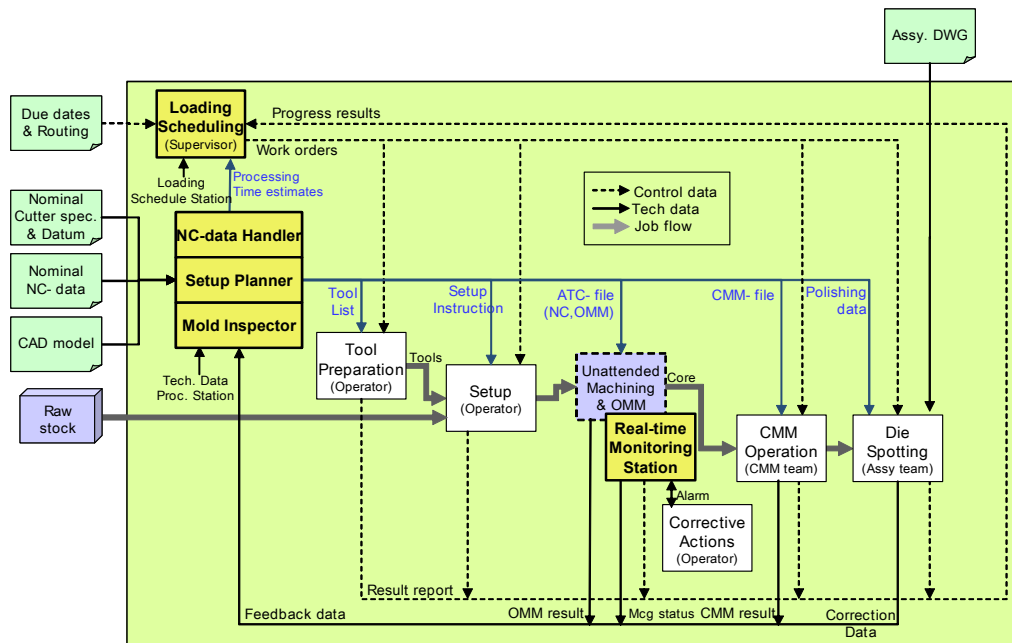 Assy. DWG
Due dates
& Routing
Loading
Scheduling
(Supervisor)
Progress results
Work orders
Loading
Schedule Station
Processing
Time estimates
Control data
Tech data
Job flow
Nominal
Cutter spec.
& Datum
Nominal
NC- data
CAD model
Raw
stock
NC-data Handler
Setup Planner
Mold Inspector
Tech. Data
Proc. Station
Tool
List
Setup
Instruction
ATC- file
(NC,OMM)
CMM- file
Polishing
data
Tool
Preparation
(Operator)
Tools
Setup
(Operator)
Unattended
Machining
& OMM
Core
Real-time
Monitoring
Station
CMM
Operation
(CMM team)
Die
Spotting
(Assy team)
Alarm
Corrective
Actions
(Operator)
Result report
Feedback data
OMM result
Mcg status
CMM result
Correction
Data